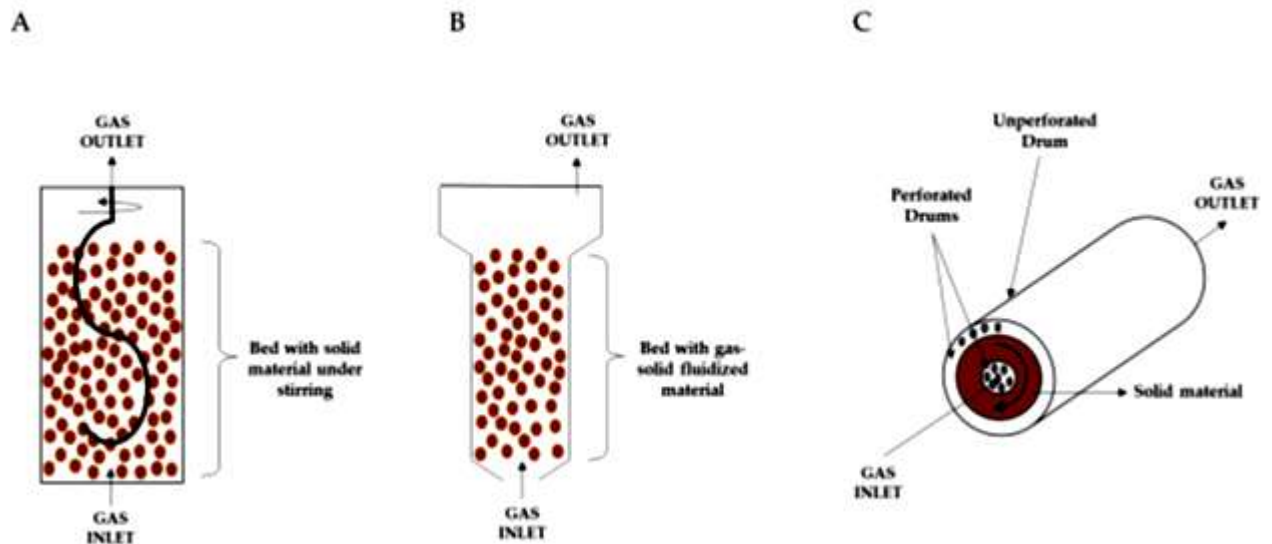 A
B
C
GAS
OUTLET
Bed with solid
material under
stirring
GAS
INLET
GAS
OUTLET
Bed with gas-
solid fluidized
material
GAS
INLET
Unperforated
Drum
Perforated
Drums
GAS
OUTLET
Solid material
GAS
INLET